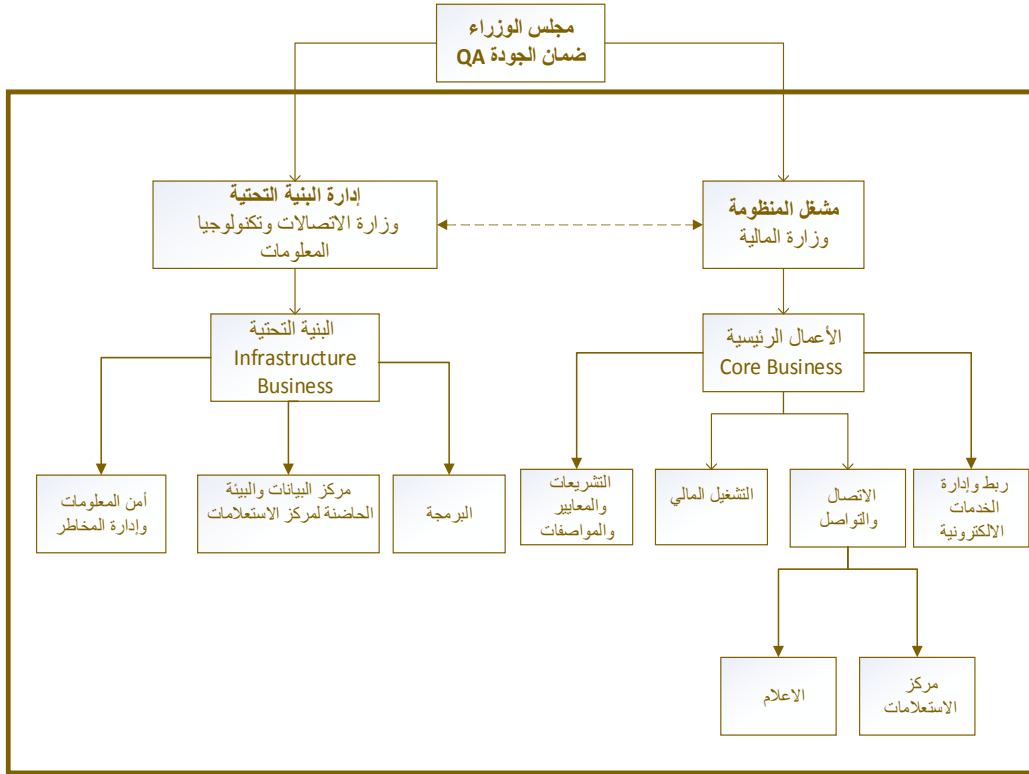 مجلس الوزراء
ضمان الجودة QA
مشغل المنظومة
وزارة المالية
إدارة البنية التحتية
وزارة الاتصالات وتكنولوجيا
المعلومات
الأعمال الرئيسية
Core Business
البنية التحتية
Infrastructure
Business
ربط وإدارة
الخدمات
الالكترونية
الاتصال
والتواصل
التشغيل المالي
التشريعات
والمعايير
والمواصفات
البرمجة
مركز البيانات والبيئة
الحاضنة لمركز الاستعلامات
أمن المعلومات
وإدارة المخاطر
مركز
الاستعلامات
الاعلام